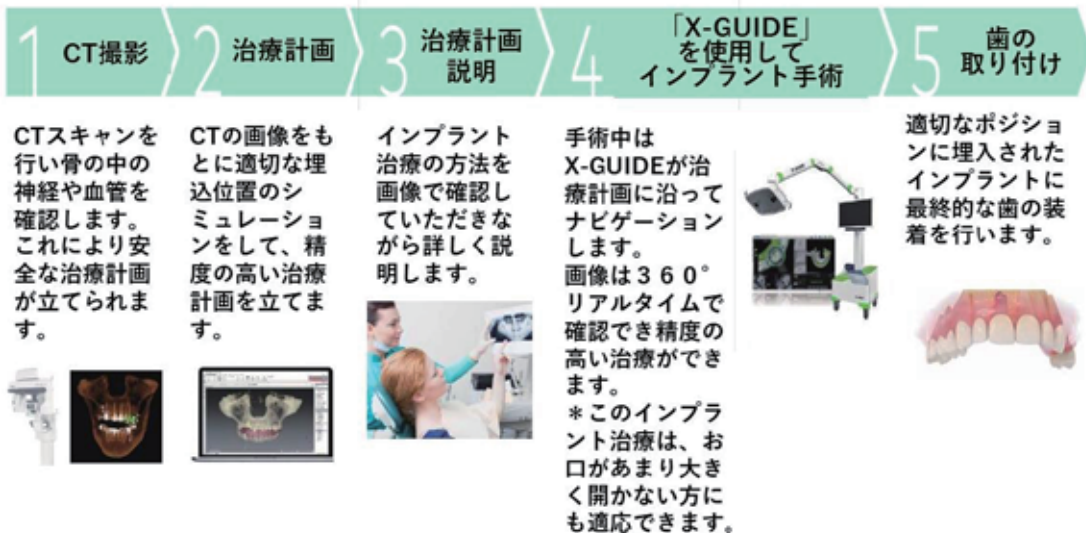 1 CT撮影
2 治療計画
3 治療計画
説明
4 「X-GUIDE」
を使用して
インプラント手術
5 歯の
取り付け
CTスキャンを
行い骨の中の
神経や血管を
確認します。
これにより安
全な治療計画
が立てられま
す。
CTの画像をも
とに適切な埋
込位置のシ
ミュレーショ
ンをして、精
度の高い治療
計画を立てま
す。
インプラント
治療の方法を
画像で確認し
ていただきな
がら詳しく説
明します。
手術中は
X-GUIDEが治
療計画に沿って
ナビゲーション
します。
画像は３６０°
リアルタイムで
確認でき精度の
高い治療ができ
ます。
＊このインプラ
ント治療は、お
口があまり大き
く開かない方に
も適応できます。
適切なポジショ
ンに埋入された
インプラントに
最終的な歯の装
着を行います。